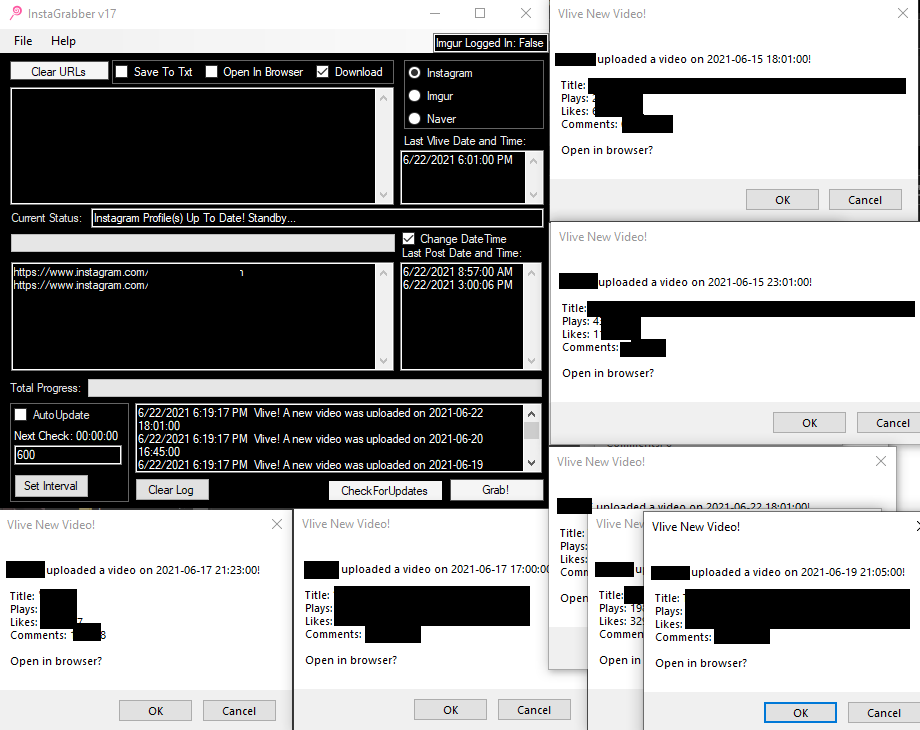 InstaGrabber v17
File Help
Imgur Logged In: False
Clear URLs
Save To Txt
Open In Browser
Download
Instagram
Imgur
Naver
Last Vlive Date and Time:
6/22/2021 6:01:00 PM
Current Status:
Instagram Profile(s) Up To Date! Standby...
Change DateTime
Last Post Date and Time:
https://www.instagram.com/
https://www.instagram.com/
6/22/2021 8:57:00 AM
6/22/2021 3:00:06 PM
Total Progress:
AutoUpdate
Next Check: 00:00:00
600
Set Interval
6/22/2021 6:19:17 PM Vlive! A new video was uploaded on 2021-06-22
18:01:00
6/22/2021 6:19:17 PM Vlive! A new video was uploaded on 2021-06-20
16:45:00
6/22/2021 6:19:17 PM Vlive! A new video was uploaded on 2021-06-19
Clear Log
CheckForUpdates
Grab!
Vlive New Video!
uploaded a video on 2021-06-15 18:01:00!
Title:
Plays:
Likes:
Comments:
Open in browser?
OK
Cancel
Vlive New Video!
uploaded a video on 2021-06-15 23:01:00!
Title:
Plays:
Likes:
Comments:
Open in browser?
OK
Cancel
Vlive New Video!
uploaded a video on 2021-06-22 18:01:00!
Title:
Plays:
Likes:
Vlive New Video!
uploaded a video on 2021-06-17 21:23:00!
Title:
Plays:
Likes:
Comments:
Open in browser?
OK
Cancel
Vlive New Video!
uploaded a video on 2021-06-17 17:00:00
Title:
Plays:
Likes:
Comments:
Open in browser?
OK
Cancel
Title:
Plays:
Likes:
Open in
Vlive New Video!
uploaded a video on 2021-06-19 21:05:00!
Title:
Plays:
Likes:
Comments:
Open in browser?
OK
Cancel